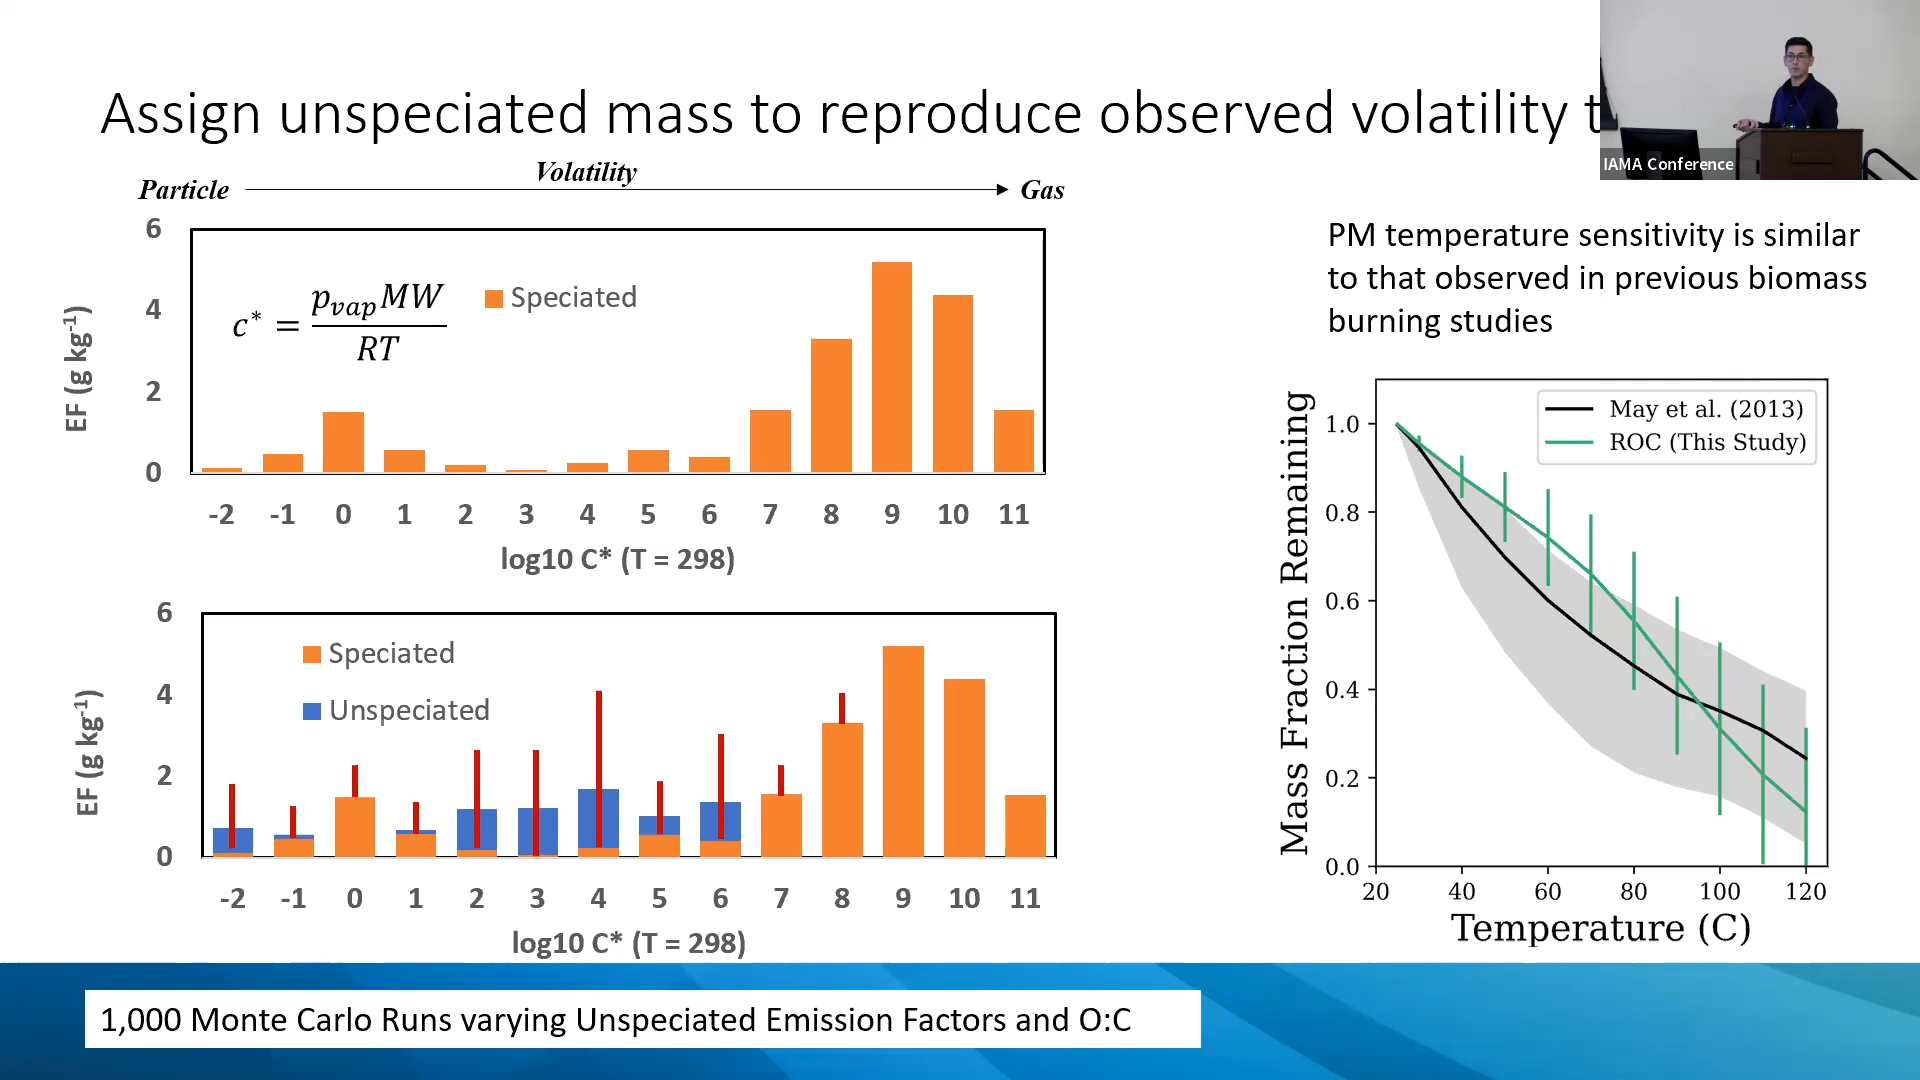 Assign unspeciated mass to reproduce observed volatility t
IAMA Conference
Volatility
Particle
Gas
6
4
2
0
EF (g kg⁻¹)
c* = p_vap MW / RT
Speciated
-2 -1 0 1 2 3 4 5 6 7 8 9 10 11
log10 C* (T = 298)
6
4
2
0
EF (g kg⁻¹)
Speciated
Unspeciated
-2 -1 0 1 2 3 4 5 6 7 8 9 10 11
log10 C* (T = 298)
PM temperature sensitivity is similar
to that observed in previous biomass
burning studies
May et al. (2013)
ROC (This Study)
1.0
0.8
0.6
0.4
0.2
0.0
Mass Fraction Remaining
20 40 60 80 100 120
Temperature (C)
1,000 Monte Carlo Runs varying Unspeciated Emission Factors and O:C